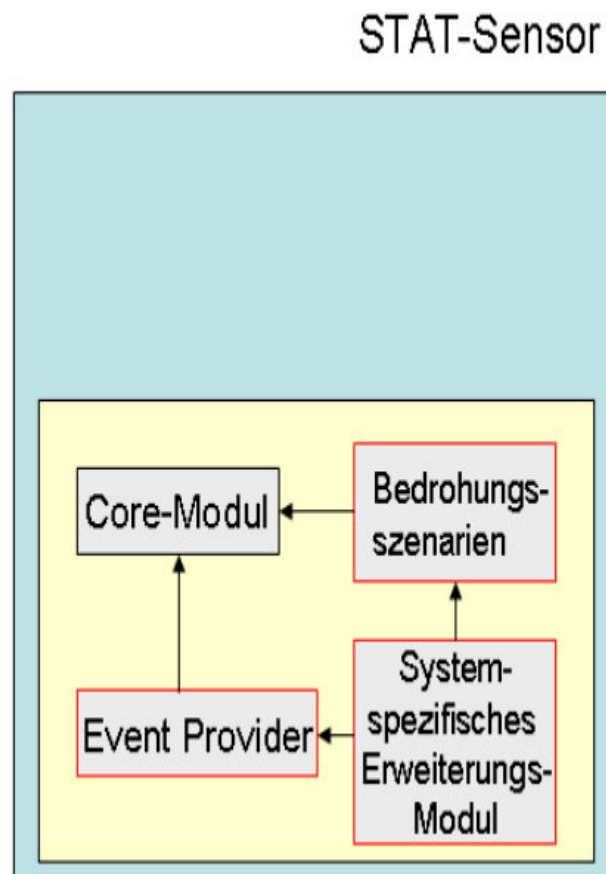 STAT-Sensor
Core-Modul
Bedrohungs-
szenarien
Event Provider
System-
spezifisches
Erweiterungs-
Modul